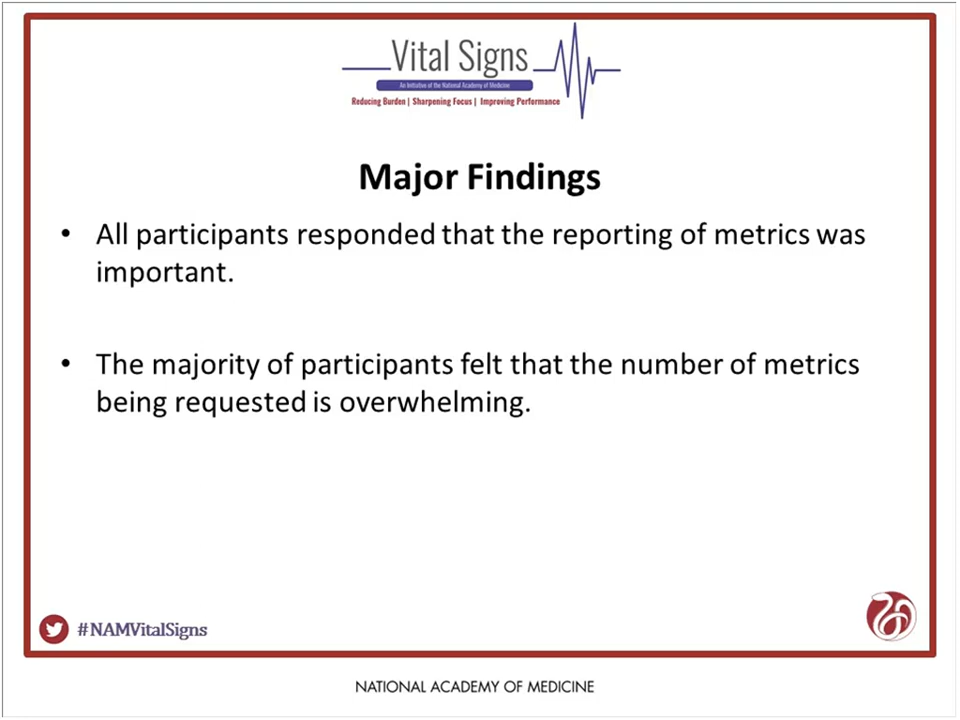 Vital Signs
An Initiative of the National Academy of Medicine
Reducing Burden | Sharpening Focus | Improving Performance
Major Findings
• All participants responded that the reporting of metrics was
important.
• The majority of participants felt that the number of metrics
being requested is overwhelming.
#NAMVitalSigns
NATIONAL ACADEMY OF MEDICINE